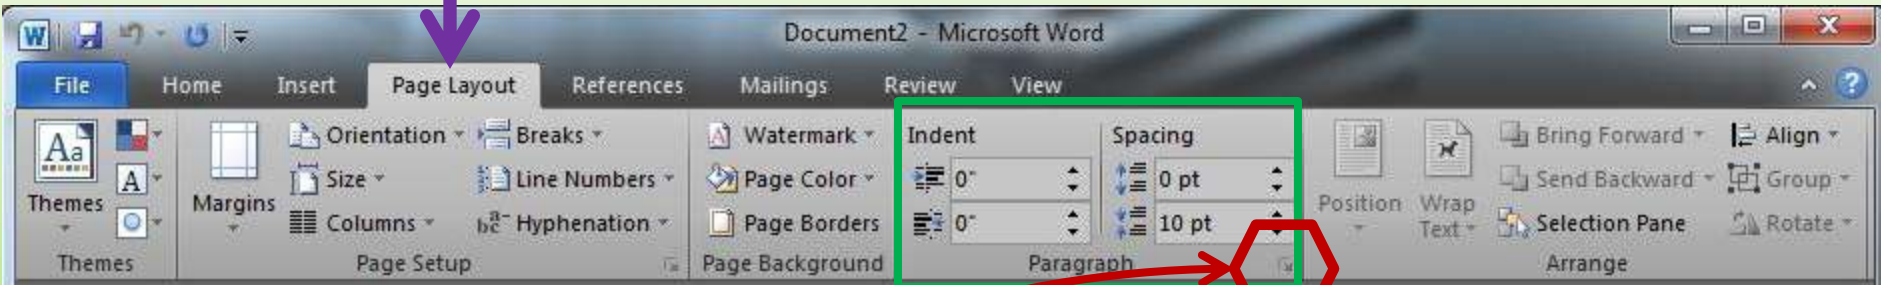 W
Document2 - Microsoft Word
File Home Insert Page Layout References Mailings Review View
Aa Orientation Breaks A Watermark Indent Spacing Bring Forward Align
A Size Line Numbers Page Color 0" 0 pt Send Backward Group
Themes Margins Columns Hyphenation Page Borders 0" 10 pt Position Wrap Text Selection Pane Rotate
Themes Page Setup Page Background Paragraph Arrange